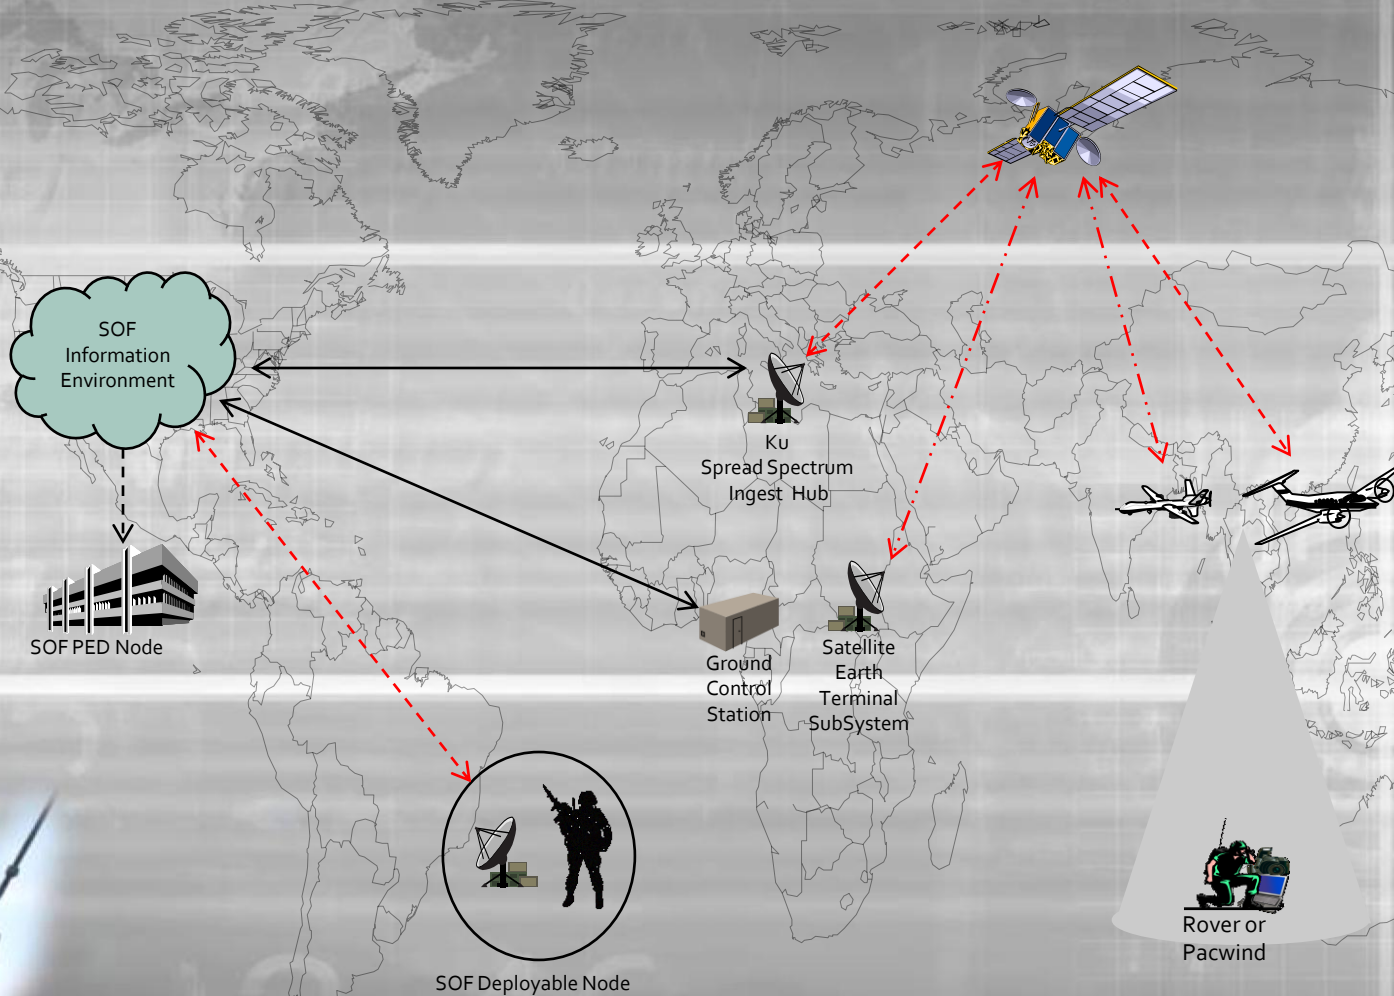 SOF
Information
Environment
Ku
Spread Spectrum
Ingest Hub
SOF PED Node
Ground
Control
Station
Satellite
Earth
Terminal
SubSystem
Rover or
Pacwind
SOF Deployable Node